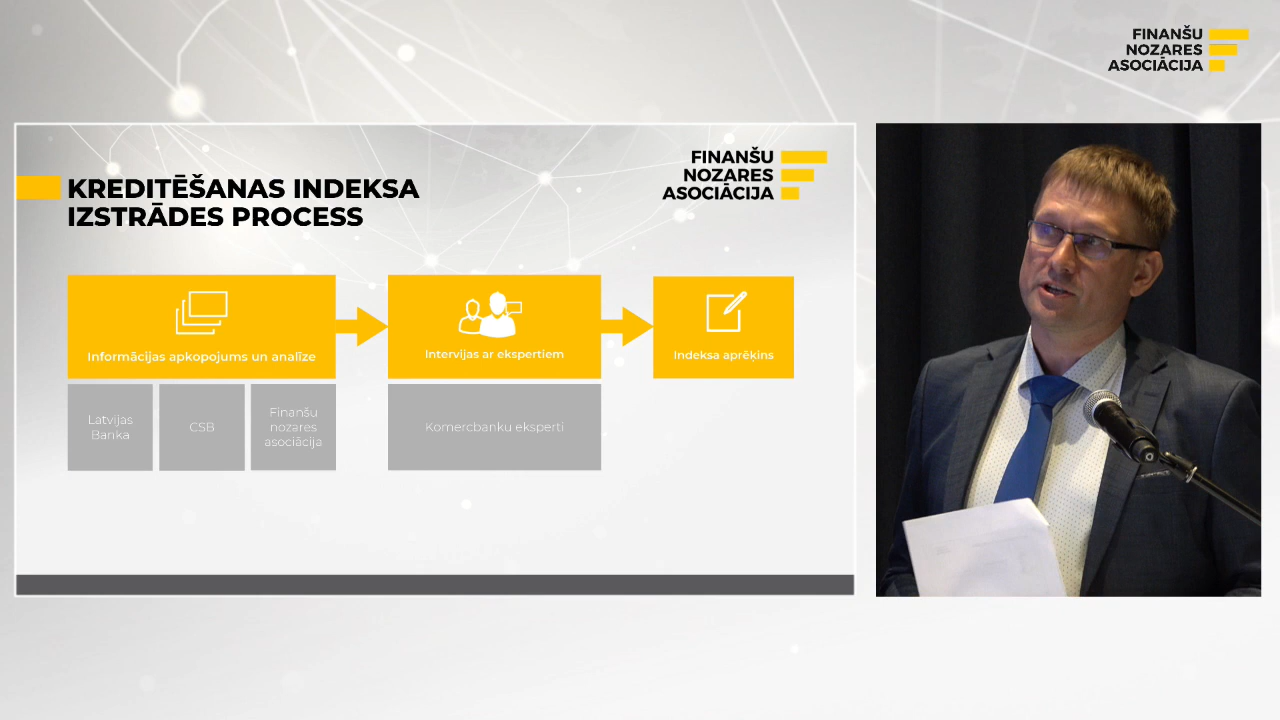 FINANŠU
NOZARES
ASOCIĀCIJA
KREDITĒŠANAS INDEKSA
IZSTRĀDES PROCESS
FINANŠU
NOZARES
ASOCIĀCIJA
Informācijas apkopojums un analīze
Intervijas ar ekspertiem
Indeksa aprēķins
Latvijas
Banka
CSB
Finanšu
nozares
asociācija
Komercbanku eksperti